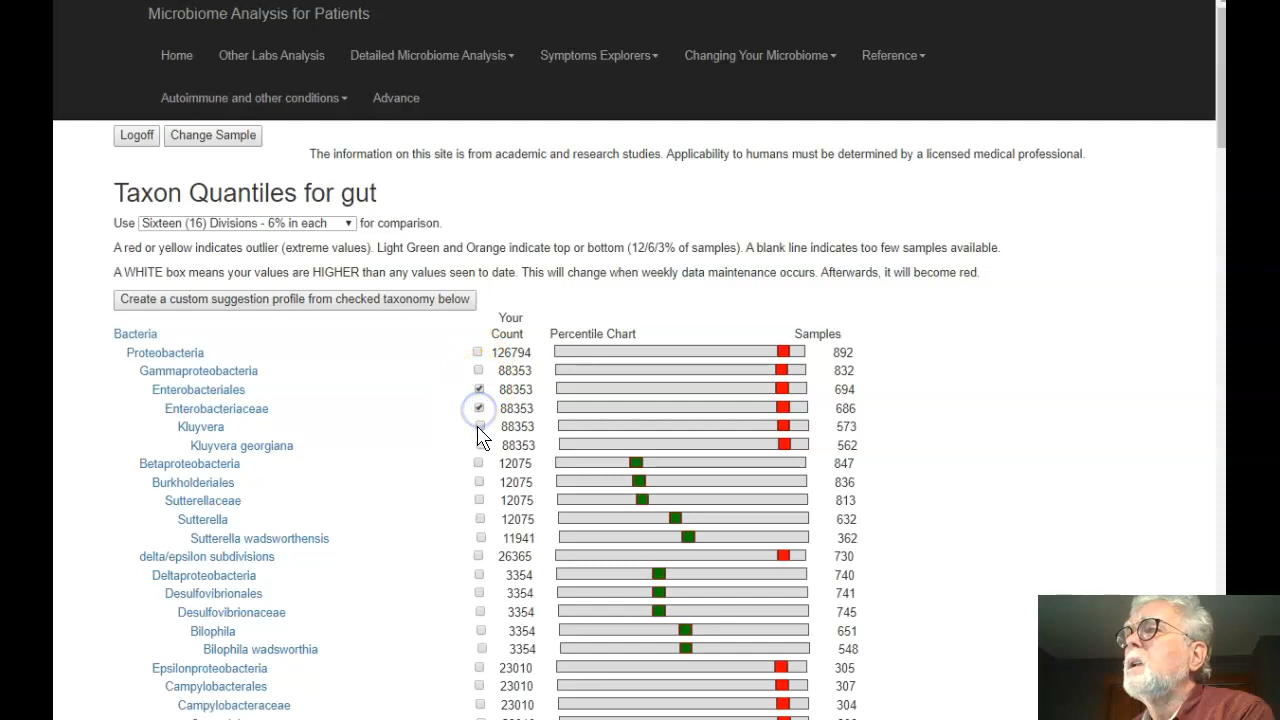 Microbiome Analysis for Patients
Home Other Labs Analysis Detailed Microbiome Analysis Symptoms Explorers Changing Your Microbiome Reference
Autoimmune and other conditions Advance
Logoff Change Sample
The information on this site is from academic and research studies. Applicability to humans must be determined by a licensed medical professional.
Taxon Quantiles for gut
Use Sixteen (16) Divisions - 6% in each for comparison.
A red or yellow indicates outlier (extreme values). Light Green and Orange indicate top or bottom (12/6/3% of samples). A blank line indicates too few samples available.
A WHITE box means your values are HIGHER than any values seen to date. This will change when weekly data maintenance occurs. Afterwards, it will become red.
Create a custom suggestion profile from checked taxonomy below
Your
Bacteria Count Percentile Chart Samples
Proteobacteria 126794 892
Gammaproteobacteria 88353 832
Enterobacteriales 88353 694
Enterobacteriaceae 88353 686
Kluyvera 88353 573
Kluyvera georgiana 88353 562
Betaproteobacteria 12075 847
Burkholderiales 12075 836
Sutterellaceae 12075 813
Sutterella 12075 632
Sutterella wadsworthensis 11941 362
delta/epsilon subdivisions 26365 730
Deltaproteobacteria 3354 740
Desulfovibrionales 3354 741
Desulfovibrionaceae 3354 745
Bilophila 3354 651
Bilophila wadsworthia 3354 548
Epsilonproteobacteria 23010 305
Campylobacterales 23010 307
Campylobacteraceae 23010 304